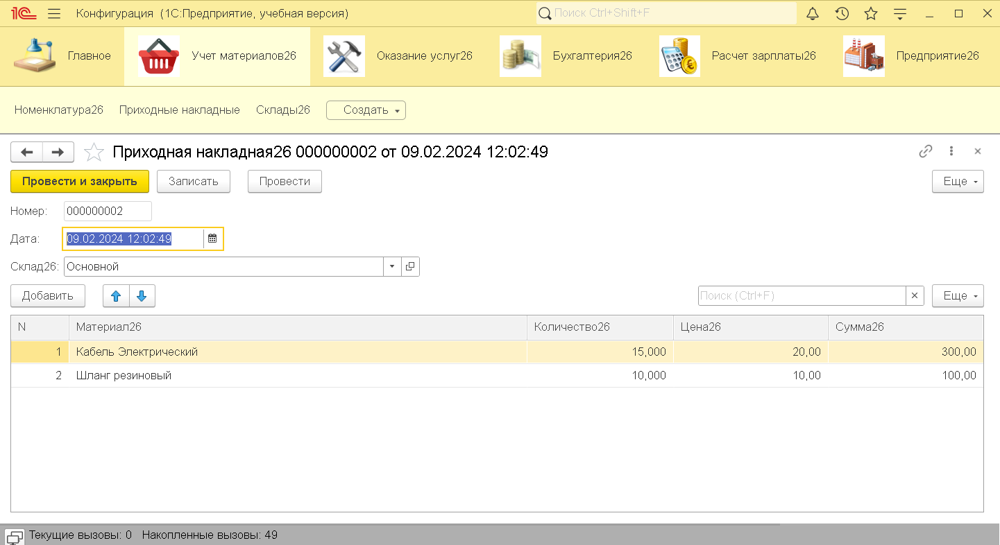 1С Конфигурация (1С:Предприятие, учебная версия) Поиск Ctrl+Shift+F
Главное Учет материалов26 Оказание услуг26 Бухгалтерия26 Расчет зарплаты26 Предприятие26
Номенклатура26 Приходные накладные Склады26 Создать
Приходная накладная26 000000002 от 09.02.2024 12:02:49
Провести и закрыть Записать Провести Еще
Номер: 000000002
Дата: 09.02.2024 12:02:49
Склад26: Основной
Добавить Поиск (Ctrl+F) Еще
N Материал26 Количество26 Цена26 Сумма26
1 Кабель Электрический 15,000 20,00 300,00
2 Шланг резиновый 10,000 10,00 100,00
Текущие вызовы: 0 Накопленные вызовы: 49